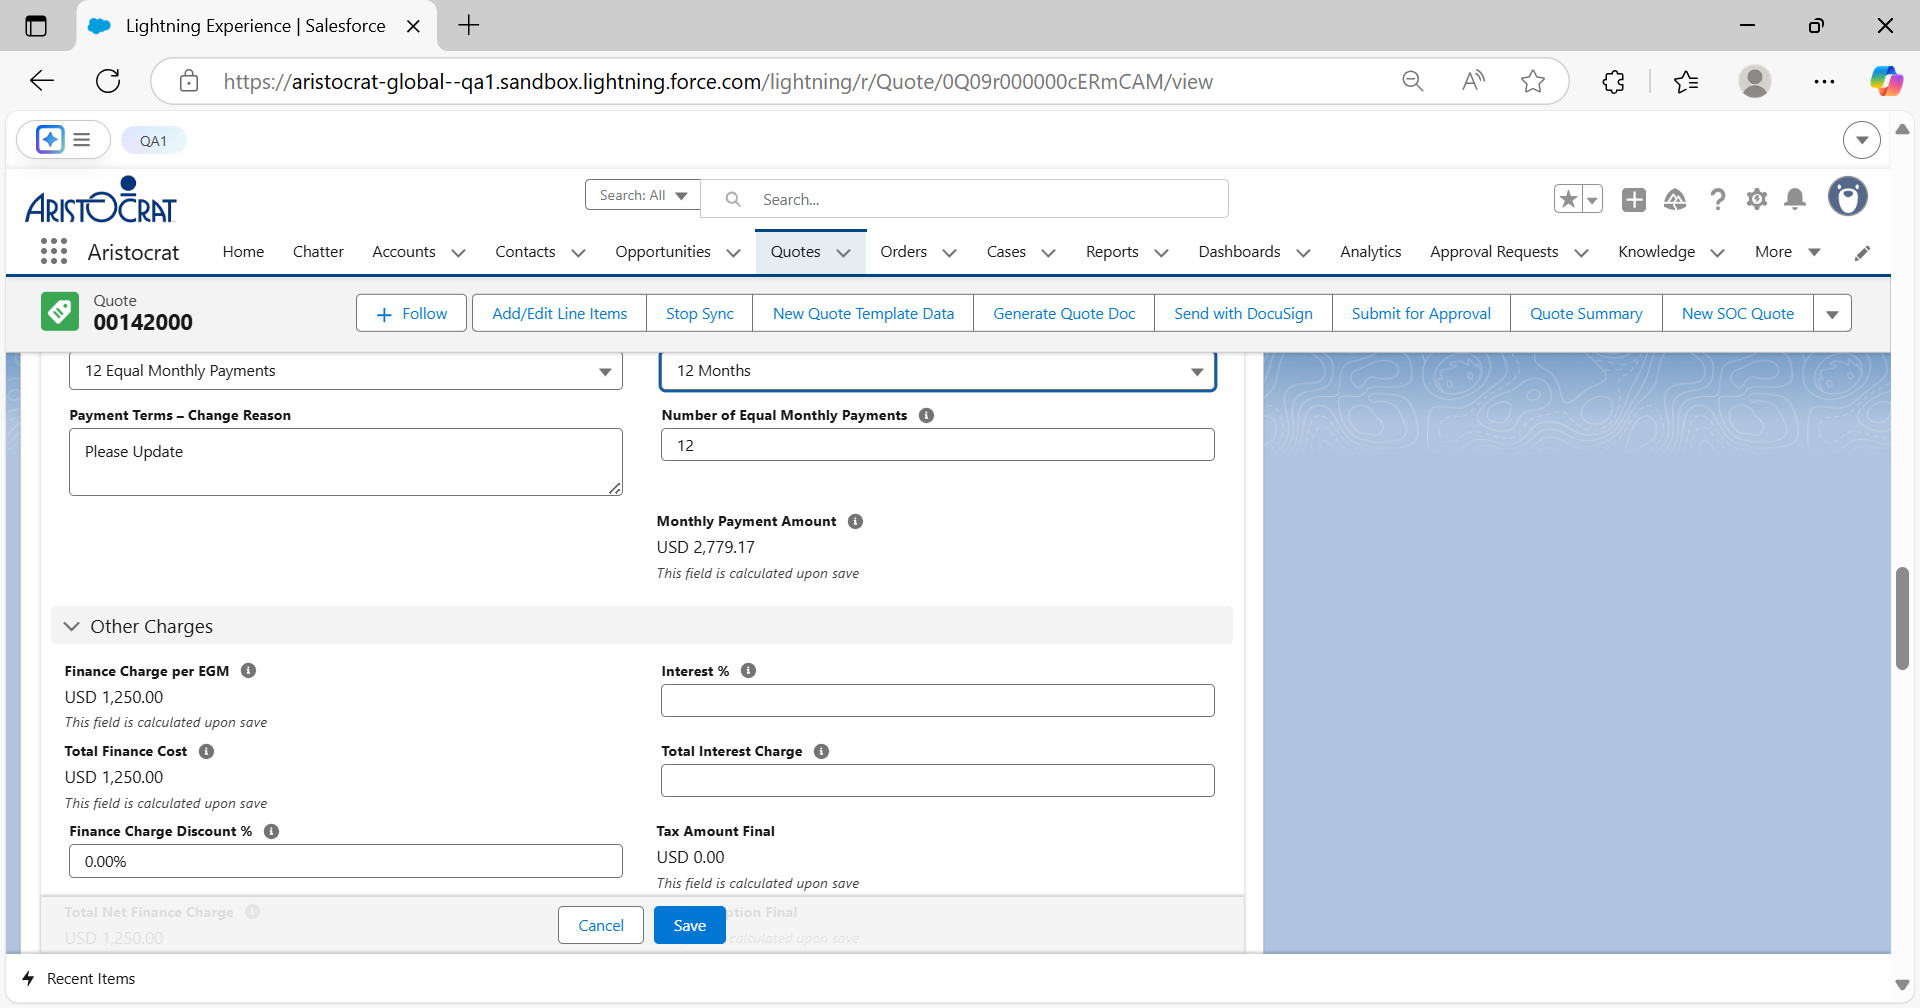 Lightning Experience | Salesforce
https://aristocrat-global--qa1.sandbox.lightning.force.com/lightning/r/Quote/0Q09r000000cERmCAM/view
QA1
ARISTOCRAT
Search: All
Search...
Aristocrat
Home
Chatter
Accounts
Contacts
Opportunities
Quotes
Orders
Cases
Reports
Dashboards
Analytics
Approval Requests
Knowledge
More
Quote
00142000
Follow
Add/Edit Line Items
Stop Sync
New Quote Template Data
Generate Quote Doc
Send with DocuSign
Submit for Approval
Quote Summary
New SOC Quote
12 Equal Monthly Payments
12 Months
Payment Terms – Change Reason
Please Update
Number of Equal Monthly Payments
12
Monthly Payment Amount
USD 2,779.17
This field is calculated upon save
Other Charges
Finance Charge per EGM
USD 1,250.00
This field is calculated upon save
Interest %
Total Finance Cost
USD 1,250.00
This field is calculated upon save
Total Interest Charge
Finance Charge Discount %
0.00%
Tax Amount Final
USD 0.00
This field is calculated upon save
Total Net Finance Charge
USD 1,250.00
calculated upon save
Final
Cancel
Save
Recent Items